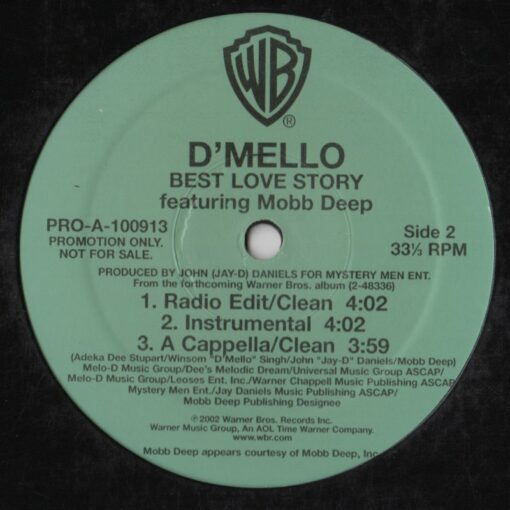 WB
®
D'MELLO
BEST LOVE STORY
featuring Mobb Deep
PRO-A-100913
PROMOTION ONLY.
NOT FOR SALE.
Side 2
33⅓ RPM
PRODUCED BY JOHN (JAY-D) DANIELS FOR MYSTERY MEN ENT.
From the forthcoming Warner Bros. album (2-48336)
1. Radio Edit/Clean 4:02
2. Instrumental 4:02
3. A Cappella/Clean 3:59
(Adeka Dee Stupart/Winsom "D'Mello" Singh/John "Jay-D" Daniels/Mobb Deep)
Melo-D Music Group/Dee's Melodic Dream/Universal Music Group ASCAP/
Melo-D Music Group/Leoses Ent. Inc./Warner Chappell Music Publishing ASCAP
Mystery Men Ent./Jay Daniels Music Publishing ASCAP/
Mobb Deep Publishing Designee
℗2002 Warner Bros. Records Inc.
Warner Music Group, An AOL Time Warner Company.
www.wbr.com
Mobb Deep appears courtesy of Mobb Deep, Inc